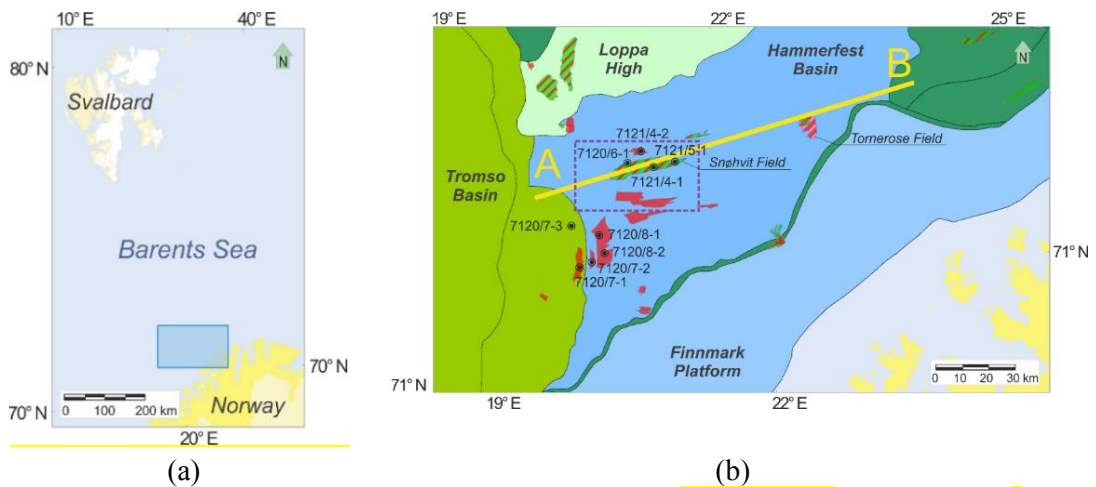 10° E
40° E
80° N
N
Svalbard
Barents Sea
70° N
0 100 200 km
Norway
70° N
20° E
(a)
19° E
22° E
25° E
Loppa
High
Hammerfest
Basin
B
N
7121/4-2
7120/6-1
7121/5-1
Snøhvit Field
Tornerose Field
A
7121/4-1
Tromso
Basin
7120/7-3
7120/8-1
7120/8-2
7120/7-2
7120/7-1
71° N
Finnmark
Platform
0 10 20 30 km
71° N
19° E
22° E
(b)